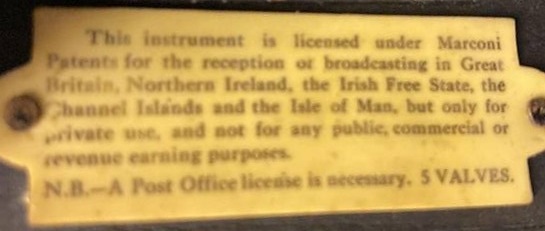 This instrument is licensed under Marconi
Patents for the reception or broadcasting in Great
Britain, Northern Ireland, the Irish Free State, the
Channel Islands and the Isle of Man, but only for
private use, and not for any public, commercial or
revenue earning purposes.
N.B.—A Post Office license is necessary. 5 VALVES.